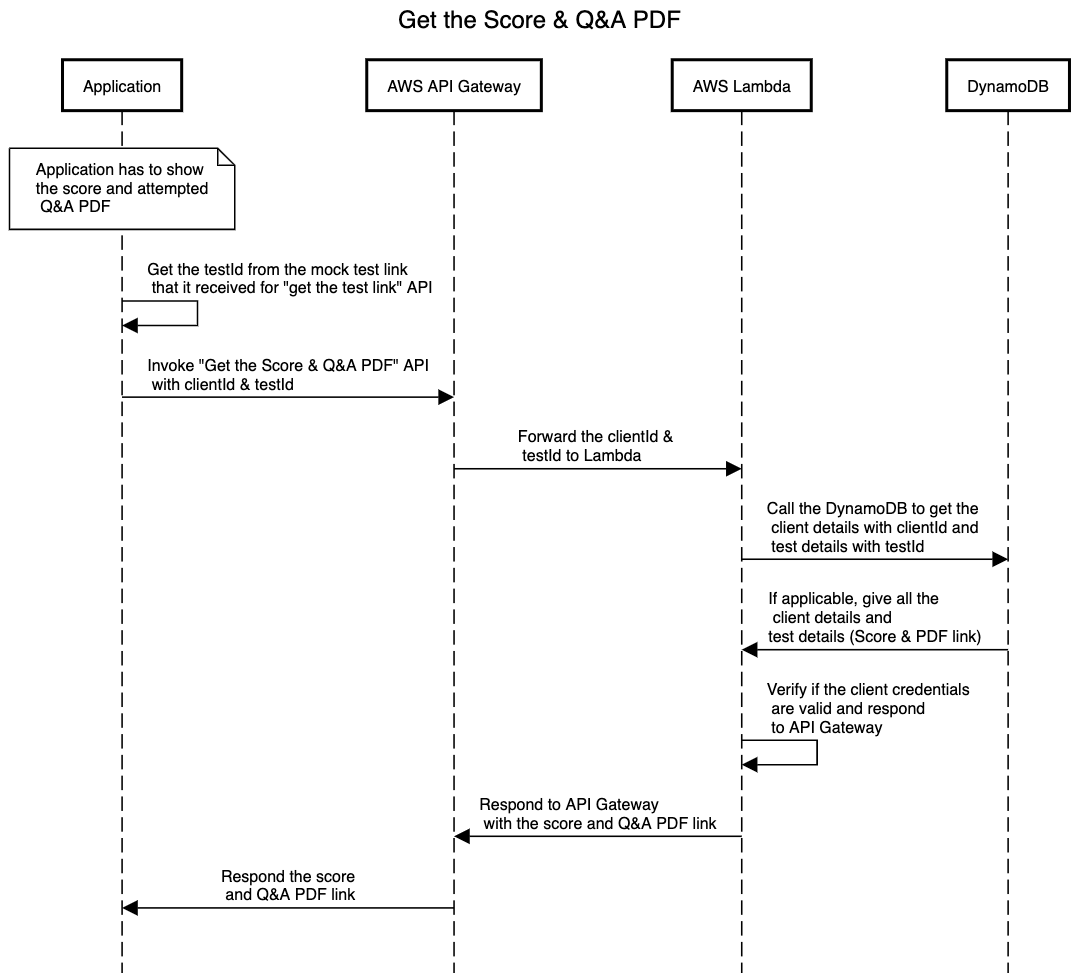 Get the Score & Q&A PDF
Application
AWS API Gateway
AWS Lambda
DynamoDB
Application has to show
the score and attempted
Q&A PDF
Get the testId from the mock test link
that it received for "get the test link" API
Invoke "Get the Score & Q&A PDF" API
with clientId & testId
Forward the clientId &
testId to Lambda
Call the DynamoDB to get the
client details with clientId and
test details with testId
If applicable, give all the
client details and
test details (Score & PDF link)
Verify if the client credentials
are valid and respond
to API Gateway
Respond to API Gateway
with the score and Q&A PDF link
Respond the score
and Q&A PDF link